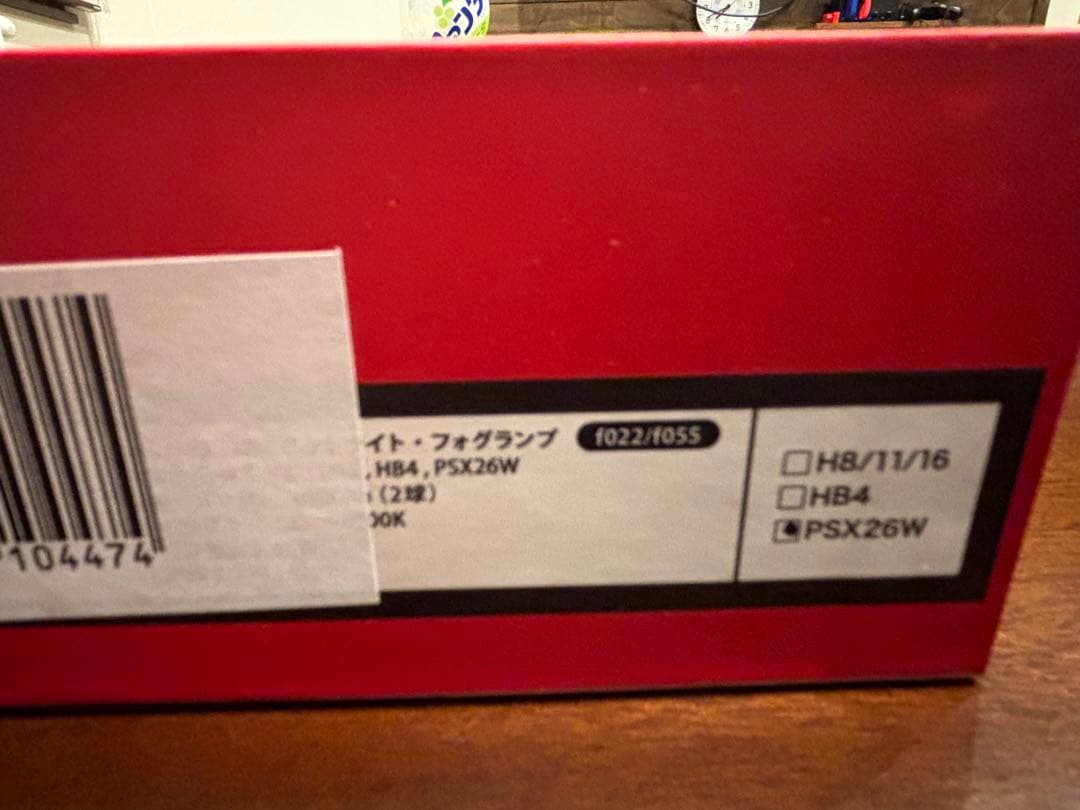 イト・フォグランプ f022/f055
, HB4 , PSX26W
(2球)
00K
104474
□H8/11/16
□HB4
PSX26W